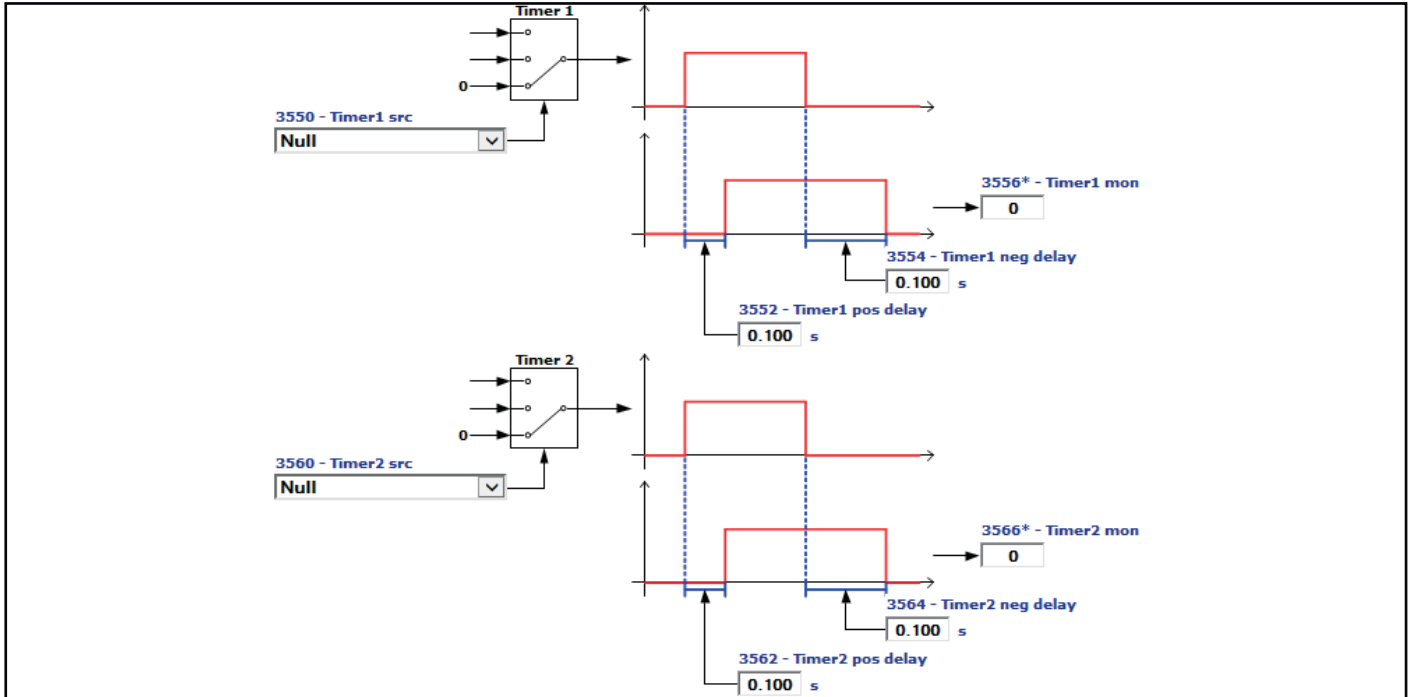 Timer 1
0
3550 - Timer1 src
Null
3556* - Timer1 mon
0
3554 - Timer1 neg delay
0.100 s
3552 - Timer1 pos delay
0.100 s
Timer 2
0
3560 - Timer2 src
Null
3566* - Timer2 mon
0
3564 - Timer2 neg delay
0.100 s
3562 - Timer2 pos delay
0.100 s